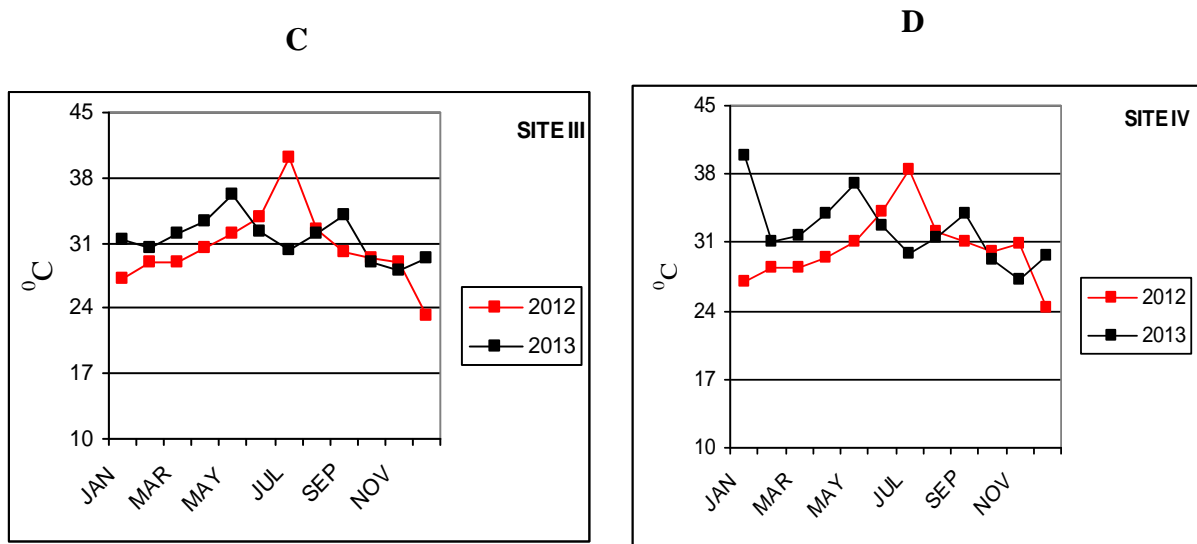 C
D
SITE III
45
38
31
24
17
10
⁰C
JAN
MAR
MAY
JUL
SEP
NOV
2012
2013
SITE IV
45
38
31
24
17
10
⁰C
JAN
MAR
MAY
JUL
SEP
NOV
2012
2013